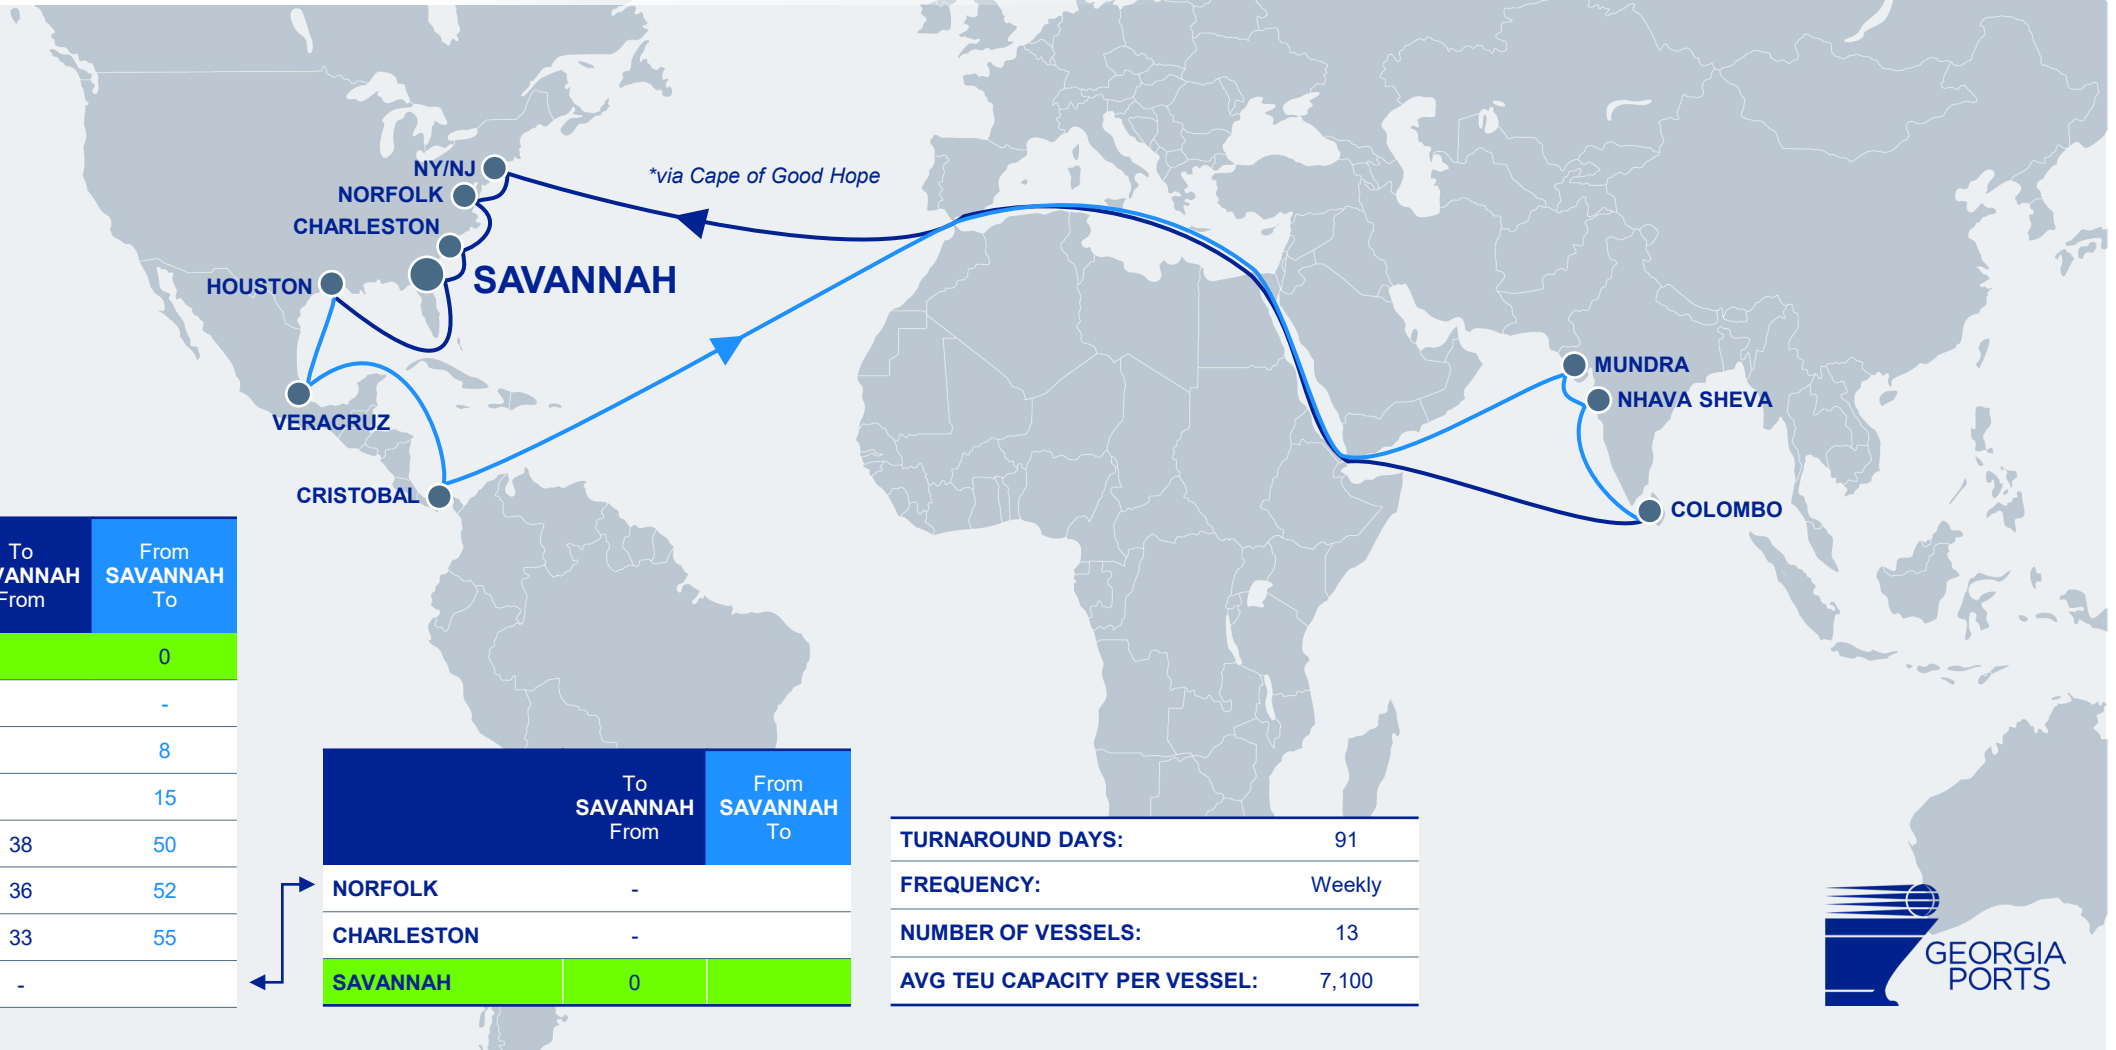 NY/NJ
*via Cape of Good Hope
NORFOLK
CHARLESTON
SAVANNAH
HOUSTON
MUNDRA
NHAVA SHEVA
VERACRUZ
CRISTOBAL
COLOMBO
To
VANNAH
From
From
SAVANNAH
To
0
-
8
15
38 50
36 52
33 55
-
To
SAVANNAH
From
From
SAVANNAH
To
NORFOLK -
CHARLESTON -
SAVANNAH 0
TURNAROUND DAYS: 91
FREQUENCY: Weekly
NUMBER OF VESSELS: 13
AVG TEU CAPACITY PER VESSEL: 7,100
GEORGIA
PORTS